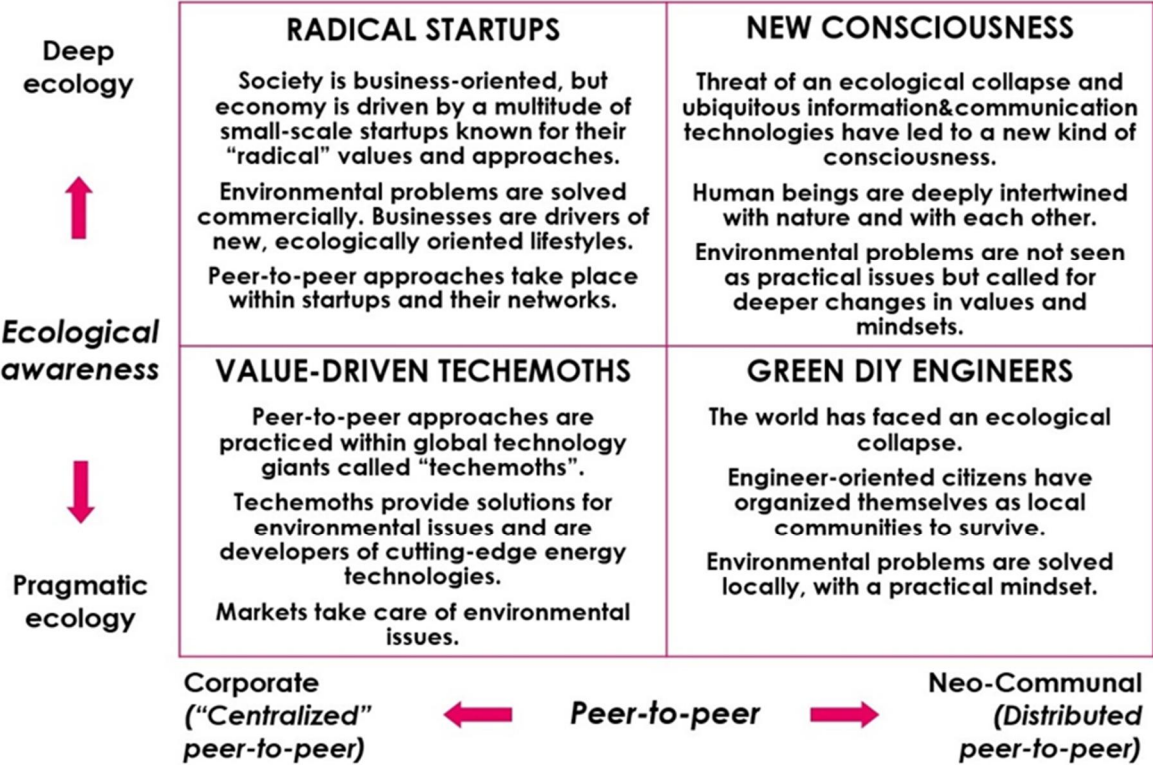 Deep
ecology
Ecological
awareness
Pragmatic
ecology
RADICAL STARTUPS
Society is business-oriented, but
economy is driven by a multitude of
small-scale startups known for their
“radical” values and approaches.
Environmental problems are solved
commercially. Businesses are drivers of
new, ecologically oriented lifestyles.
Peer-to-peer approaches take place
within startups and their networks.
NEW CONSCIOUSNESS
Threat of an ecological collapse and
ubiquitous information&communication
technologies have led to a new kind of
consciousness.
Human beings are deeply intertwined
with nature and with each other.
Environmental problems are not seen
as practical issues but called for
deeper changes in values and
mindsets.
VALUE-DRIVEN TECHEMOTHS
Peer-to-peer approaches are
practiced within global technology
giants called “techemoths”.
Techemoths provide solutions for
environmental issues and are
developers of cutting-edge energy
technologies.
Markets take care of environmental
issues.
GREEN DIY ENGINEERS
The world has faced an ecological
collapse.
Engineer-oriented citizens have
organized themselves as local
communities to survive.
Environmental problems are solved
locally, with a practical mindset.
Corporate
(“Centralized”
peer-to-peer)
Peer-to-peer
Neo-Communal
(Distributed
peer-to-peer)